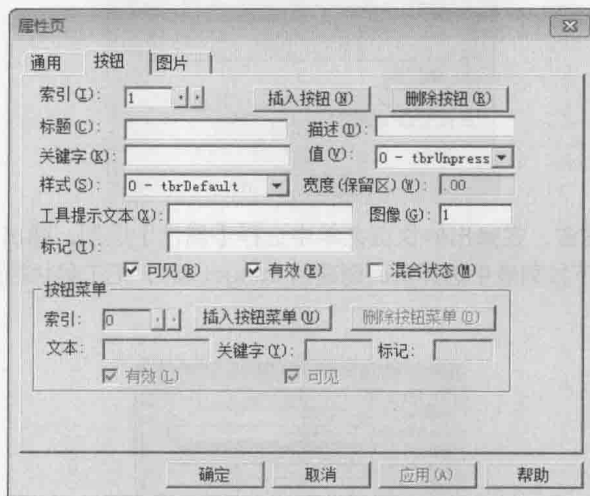 属性页
通用 按钮 图片
索引(I): 1 插入按钮(N) 删除按钮(R)
标题(C): 描述(D):
关键字(K): 值(V): 0 - tbrUnpress
样式(S): 0 - tbrDefault 宽度(保留区)(W): .00
工具提示文本(X): 图像(G): 1
标记(T):
可见(B) 有效(E) 混合状态(M)
按钮菜单
索引: 0 插入按钮菜单(U) 删除按钮菜单(O)
文本: 关键字(Y): 标记:
有效(L) 可见
确定 取消 应用(A) 帮助